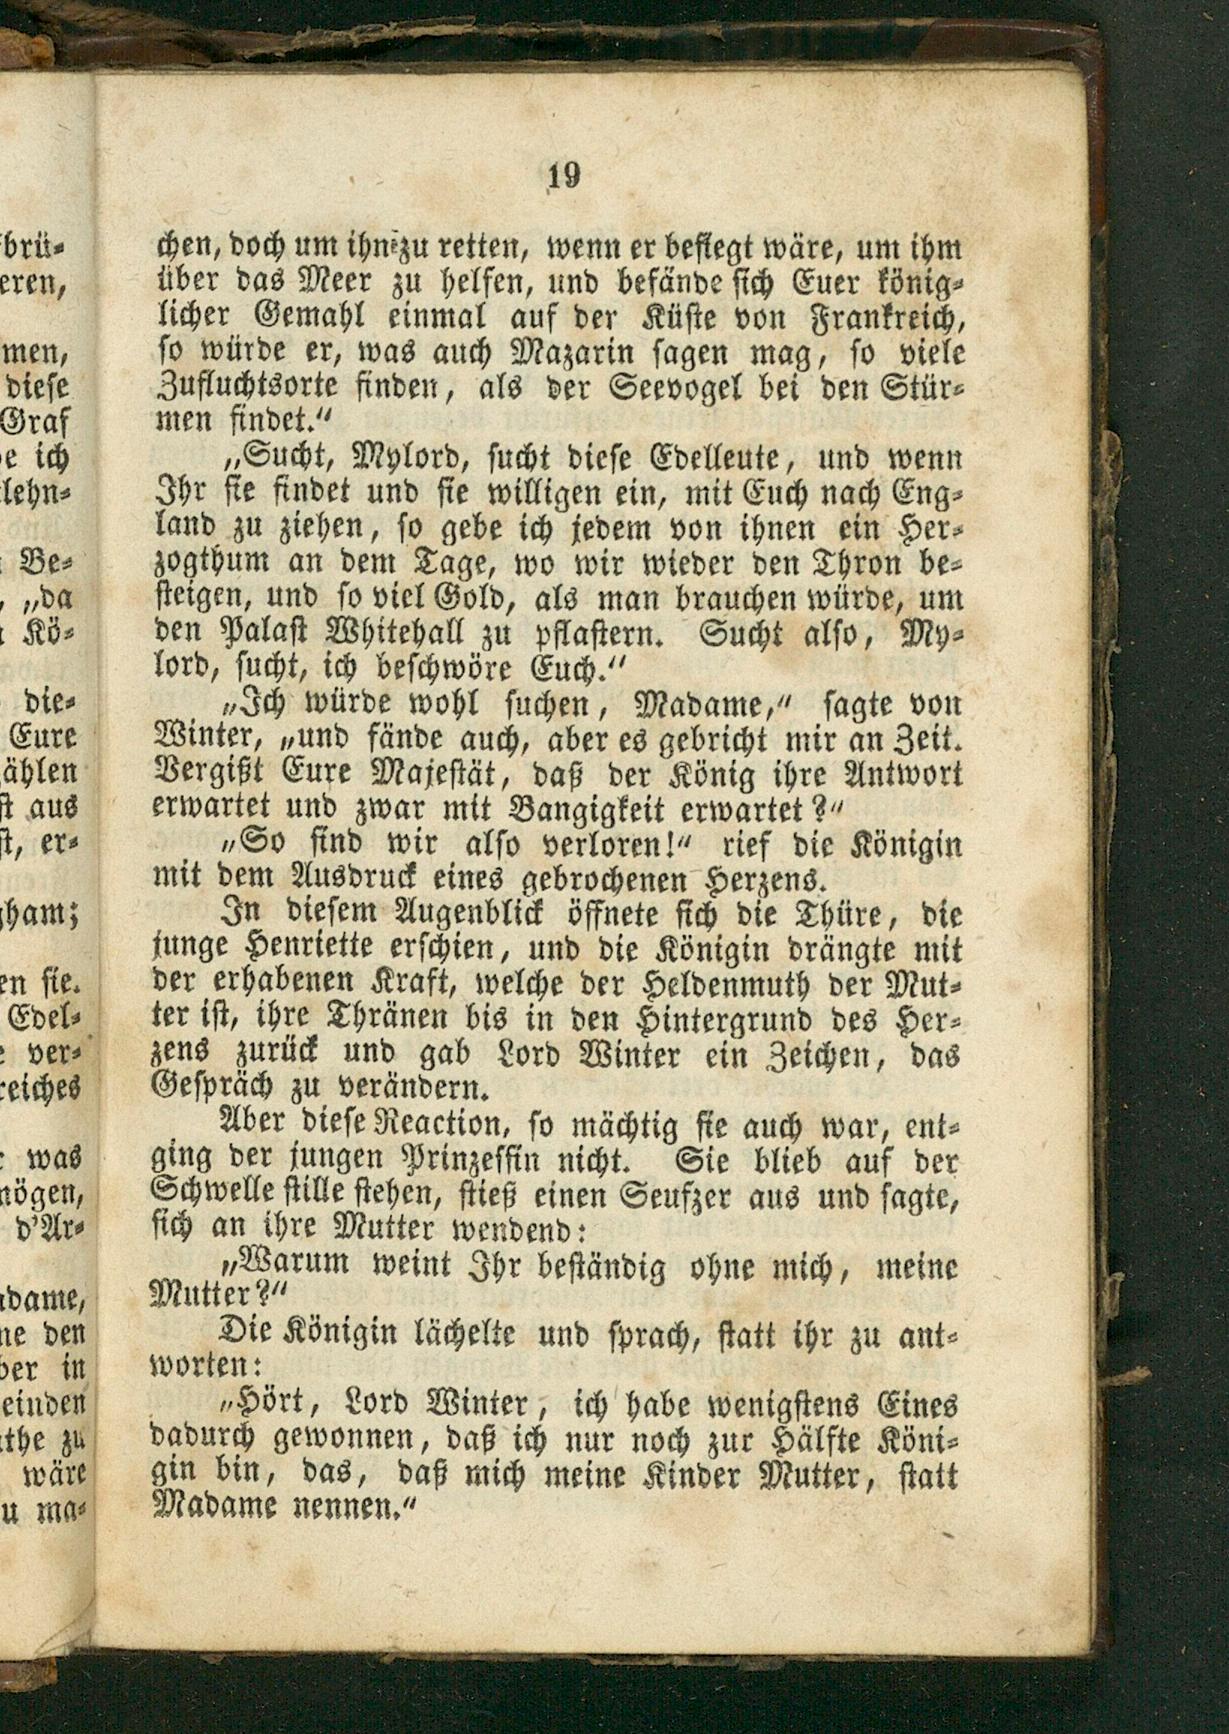 19
chen, doch um ihn zu retten, wenn er besiegt wäre, um ihm
über das Meer zu helfen, und befände sich Euer könig-
licher Gemahl einmal auf der Küste von Frankreich,
so würde er, was auch Mazarin sagen mag, so viele
Zufluchtsorte finden, als der Seevogel bei den Stür-
men findet.“
„Sucht, Mylord, sucht diese Edelleute, und wenn
Ihr sie findet und sie willigen ein, mit Euch nach Eng-
land zu ziehen, so gebe ich jedem von ihnen ein Her-
zogthum an dem Tage, wo wir wieder den Thron be-
steigen, und so viel Gold, als man brauchen würde, um
den Palast Whitehall zu pflastern. Sucht also, My-
lord, sucht, ich beschwöre Euch.“
„Ich würde wohl suchen, Madame,“ sagte von
Winter, „und fände auch, aber es gebricht mir an Zeit.
Vergißt Eure Majestät, daß der König ihre Antwort
erwartet und zwar mit Bangigkeit erwartet?“
„So sind wir also verloren!“ rief die Königin
mit dem Ausdruck eines gebrochenen Herzens.
In diesem Augenblick öffnete sich die Thüre, die
junge Henriette erschien, und die Königin drängte mit
der erhabenen Kraft, welche der Heldenmuth der Mut-
ter ist, ihre Thränen bis in den Hintergrund des Her-
zens zurück und gab Lord Winter ein Zeichen, das
Gespräch zu verändern.
Aber diese Reaction, so mächtig sie auch war, ent-
ging der jungen Prinzessin nicht. Sie blieb auf der
Schwelle stille stehen, stieß einen Seufzer aus und sagte,
sich an ihre Mutter wendend:
„Warum weint Ihr beständig ohne mich, meine
Mutter?“
Die Königin lächelte und sprach, statt ihr zu ant-
worten:
„Hört, Lord Winter, ich habe wenigstens Eines
dadurch gewonnen, daß ich nur noch zur Hälfte Köni-
gin bin, das, daß mich meine Kinder Mutter, statt
Madame nennen.“